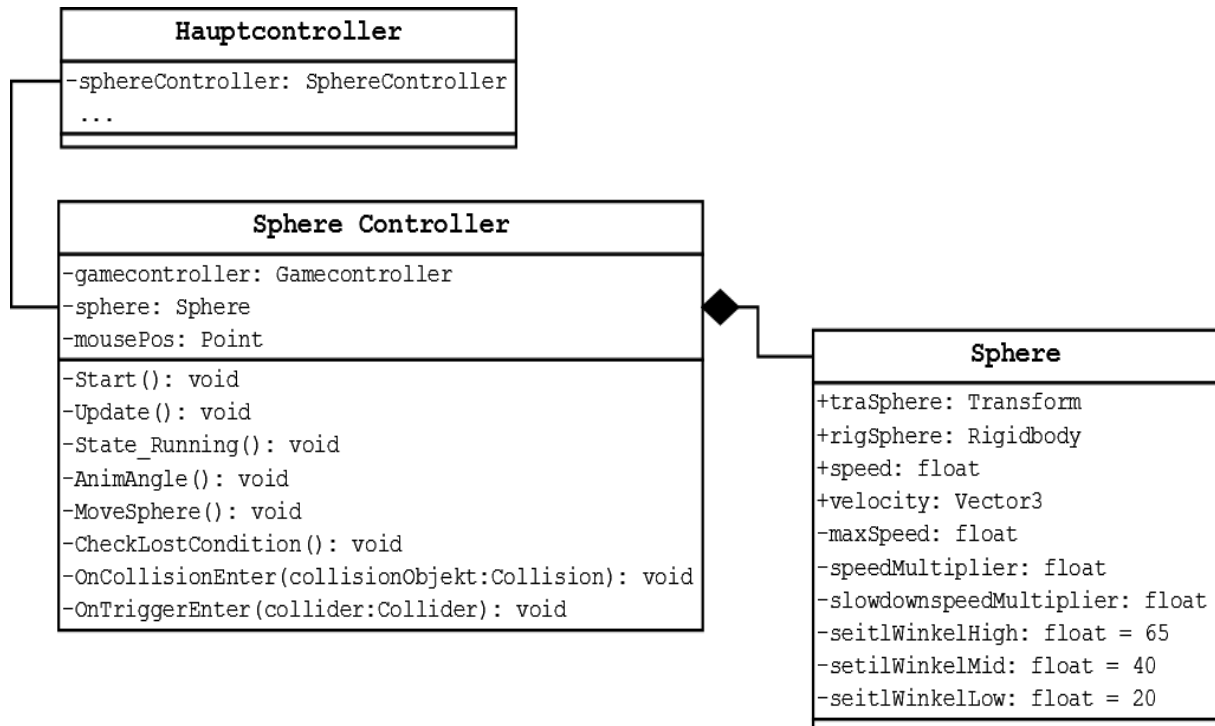 Hauptcontroller
-sphereController: SphereController
...
Sphere Controller
-gamecontroller: Gamecontroller
-sphere: Sphere
-mousePos: Point
-Start(): void
-Update(): void
-State_Running(): void
-AnimAngle(): void
-MoveSphere(): void
-CheckLostCondition(): void
-OnCollisionEnter(collisionObjekt:Collision): void
-OnTriggerEnter(collider:Collider): void
Sphere
+traSphere: Transform
+rigSphere: Rigidbody
+speed: float
+velocity: Vector3
-maxSpeed: float
-speedMultiplier: float
-slowdownspeedMultiplier: float
-seitlWinkelHigh: float = 65
-setilWinkelMid: float = 40
-seitlWinkelLow: float = 20